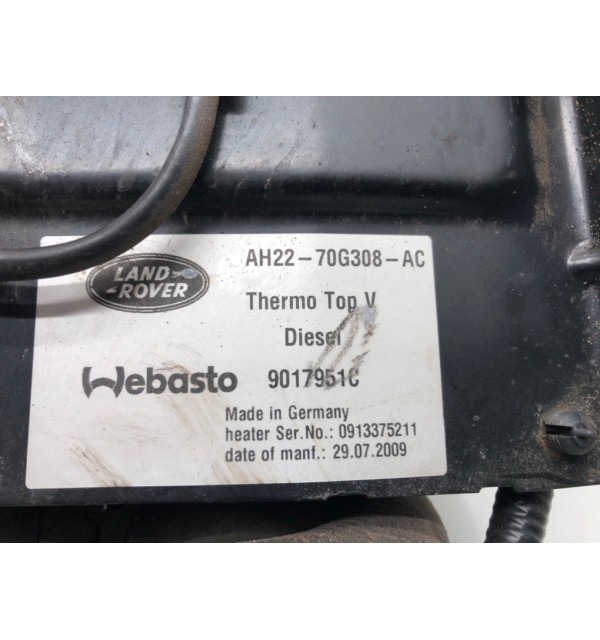 LAND
ROVER
AH22-70G308-AC
Thermo Top V
Diesel
Webasto 9017951C
Made in Germany
heater Ser.No.: 0913375211
date of manf.: 29.07.2009